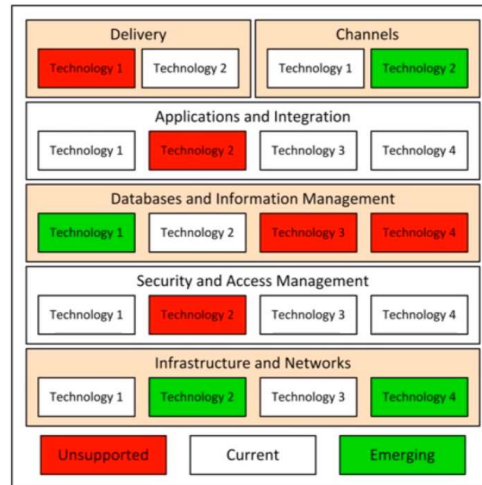 Delivery
Channels
Technology 1 Technology 2 Technology 1 Technology 2
Applications and Integration
Technology 1 Technology 2 Technology 3 Technology 4
Databases and Information Management
Technology 1 Technology 2 Technology 3 Technology 4
Security and Access Management
Technology 1 Technology 2 Technology 3 Technology 4
Infrastructure and Networks
Technology 1 Technology 2 Technology 3 Technology 4
Unsupported Current Emerging